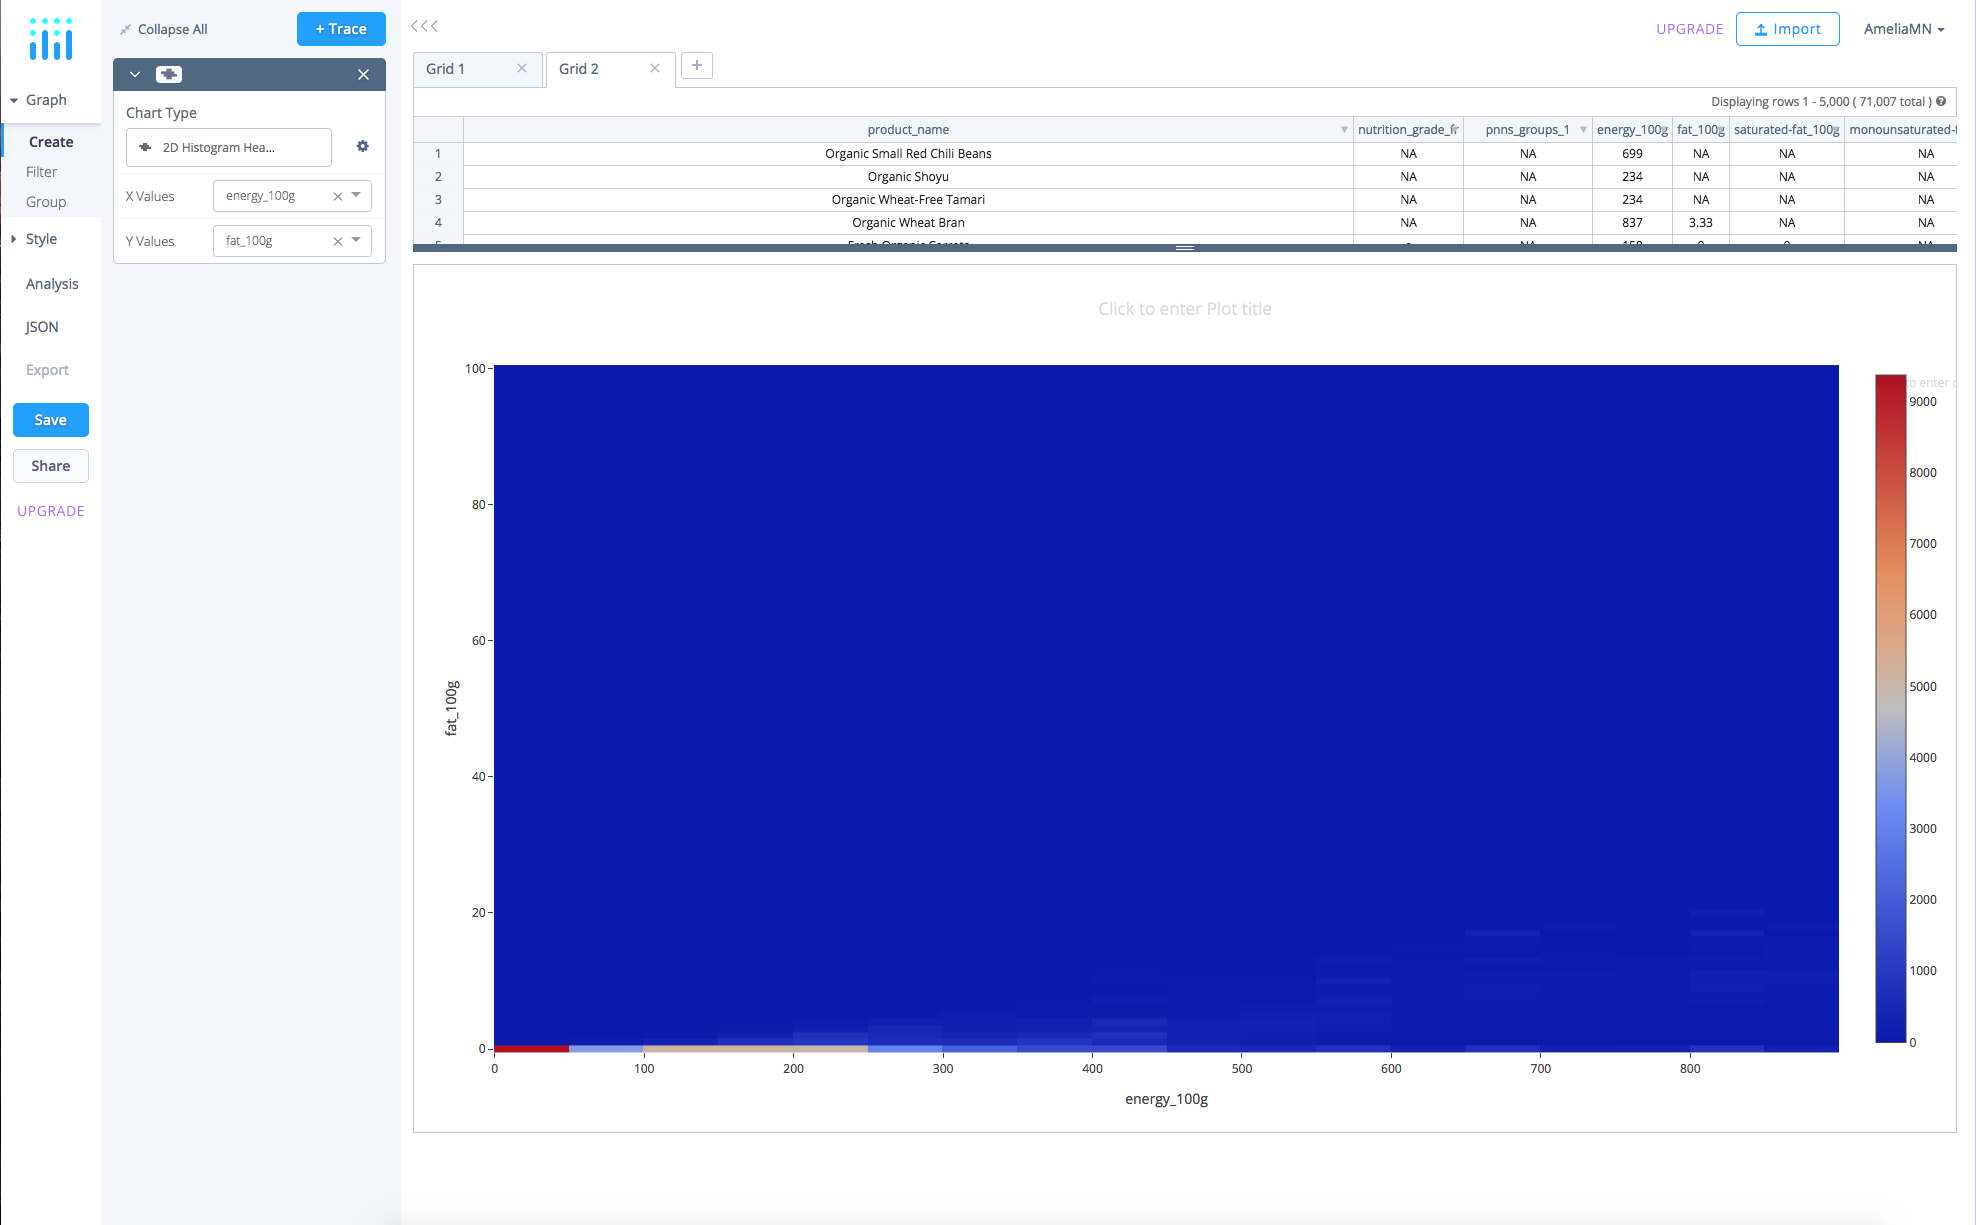 Collapse All
+ Trace
Graph
Create
Filter
Group
Style
Analysis
JSON
Export
Save
Share
UPGRADE
Chart Type
2D Histogram Hea...
X Values energy_100g
Y Values fat_100g
UPGRADE Import AmeliaMN
Grid 1 Grid 2 +
Displaying rows 1 - 5,000 ( 71,007 total )
product_name nutrition_grade_fr pnns_groups_1 energy_100g fat_100g saturated-fat_100g monounsaturated-f
1 Organic Small Red Chili Beans NA NA 699 NA NA NA
2 Organic Shoyu NA NA 234 NA NA NA
3 Organic Wheat-Free Tamari NA NA 234 NA NA NA
4 Organic Wheat Bran NA NA 837 3.33 NA NA
Click to enter Plot title
100
80
60
40
20
0
fat_100g
0 100 200 300 400 500 600 700 800
energy_100g
to enter c
9000
8000
7000
6000
5000
4000
3000
2000
1000
0